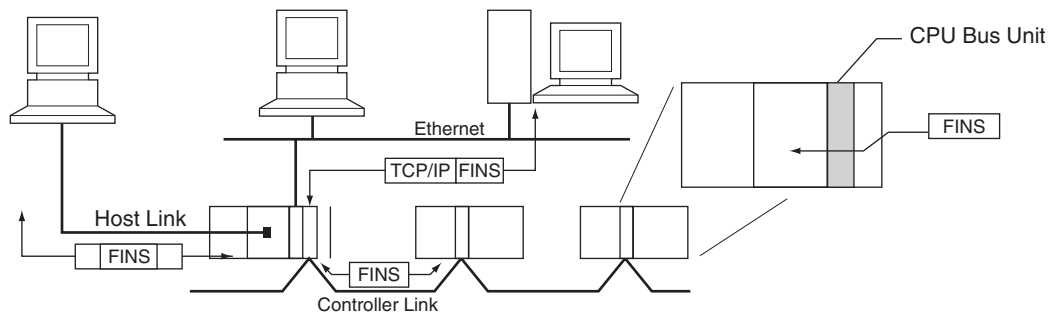 CPU Bus Unit
Ethernet
FINS
TCP/IP FINS
Host Link
FINS
FINS
Controller Link